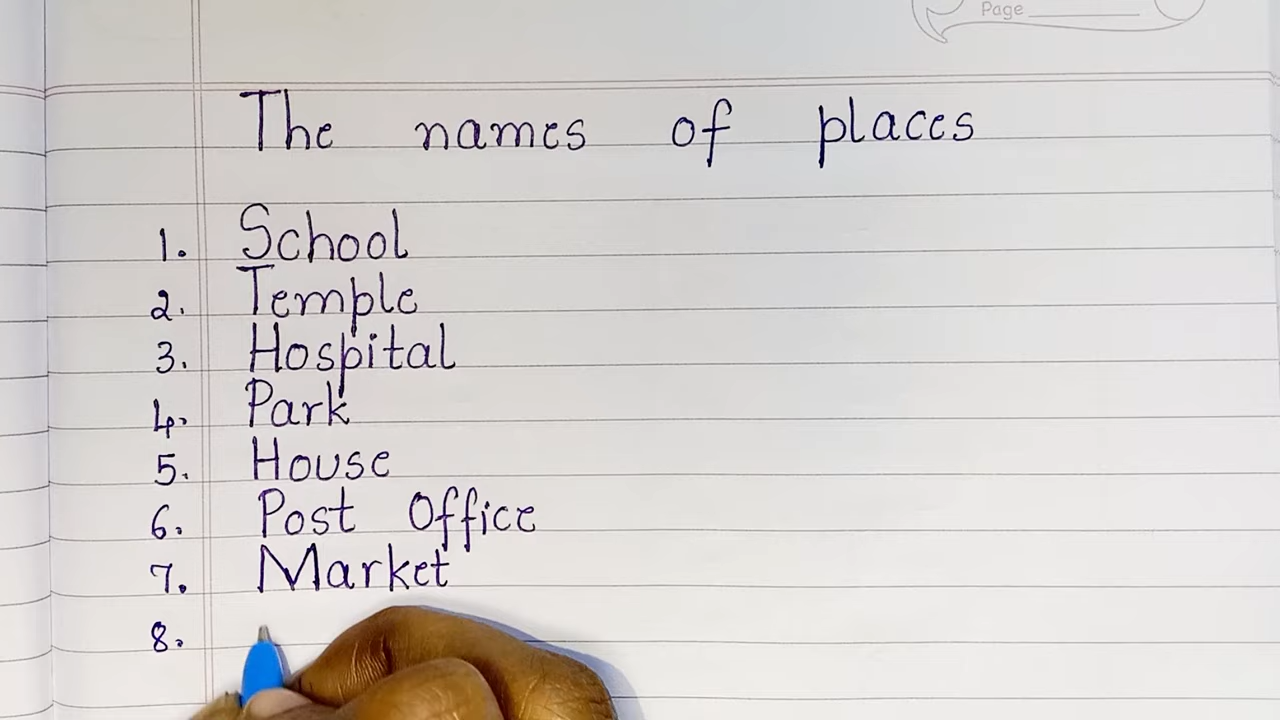 Page
The names of places
1. School
2. Temple
3. Hospital
4. Park
5. House
6. Post Office
7. Market
8.